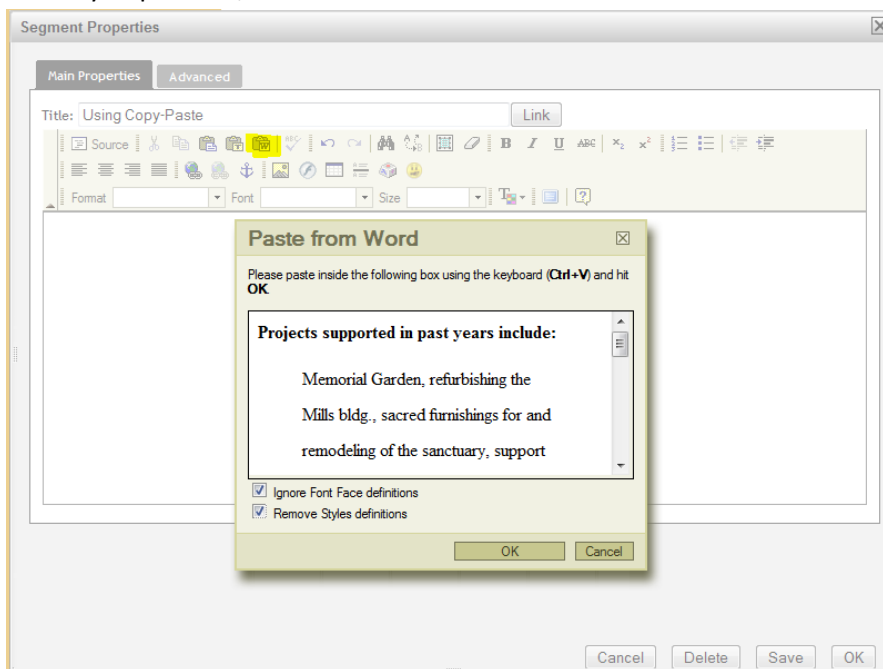 Segment Properties
Main Properties Advanced
Title: Using Copy-Paste Link
Source ABC B I U ABC x₂ x²
Format Font Size
Paste from Word
Please paste inside the following box using the keyboard (Ctrl+V) and hit
OK.
Projects supported in past years include:
Memorial Garden, refurbishing the
Mills bldg., sacred furnishings for and
remodeling of the sanctuary, support
Ignore Font Face definitions
Remove Styles definitions
OK Cancel
Cancel Delete Save OK